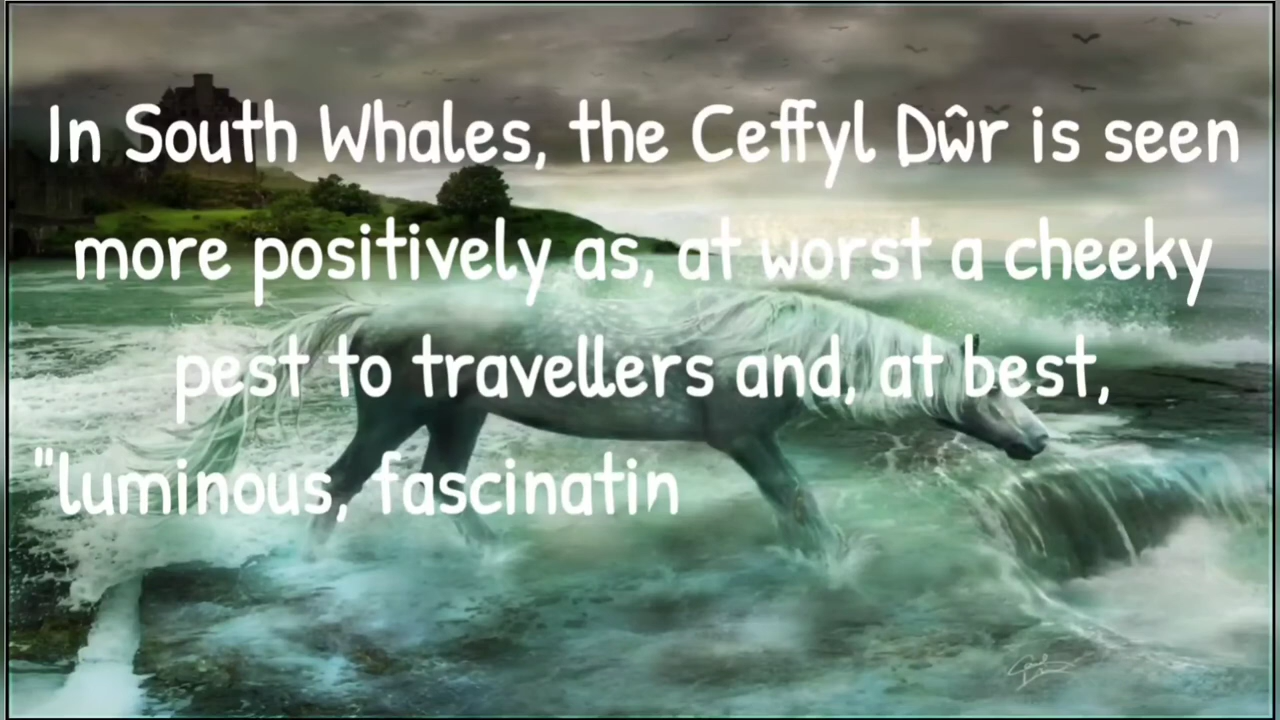 In South Whales, the Ceffyl Dŵr is seen
more positively as, at worst a cheeky
pest to travellers and, at best,
"luminous, fascinatin